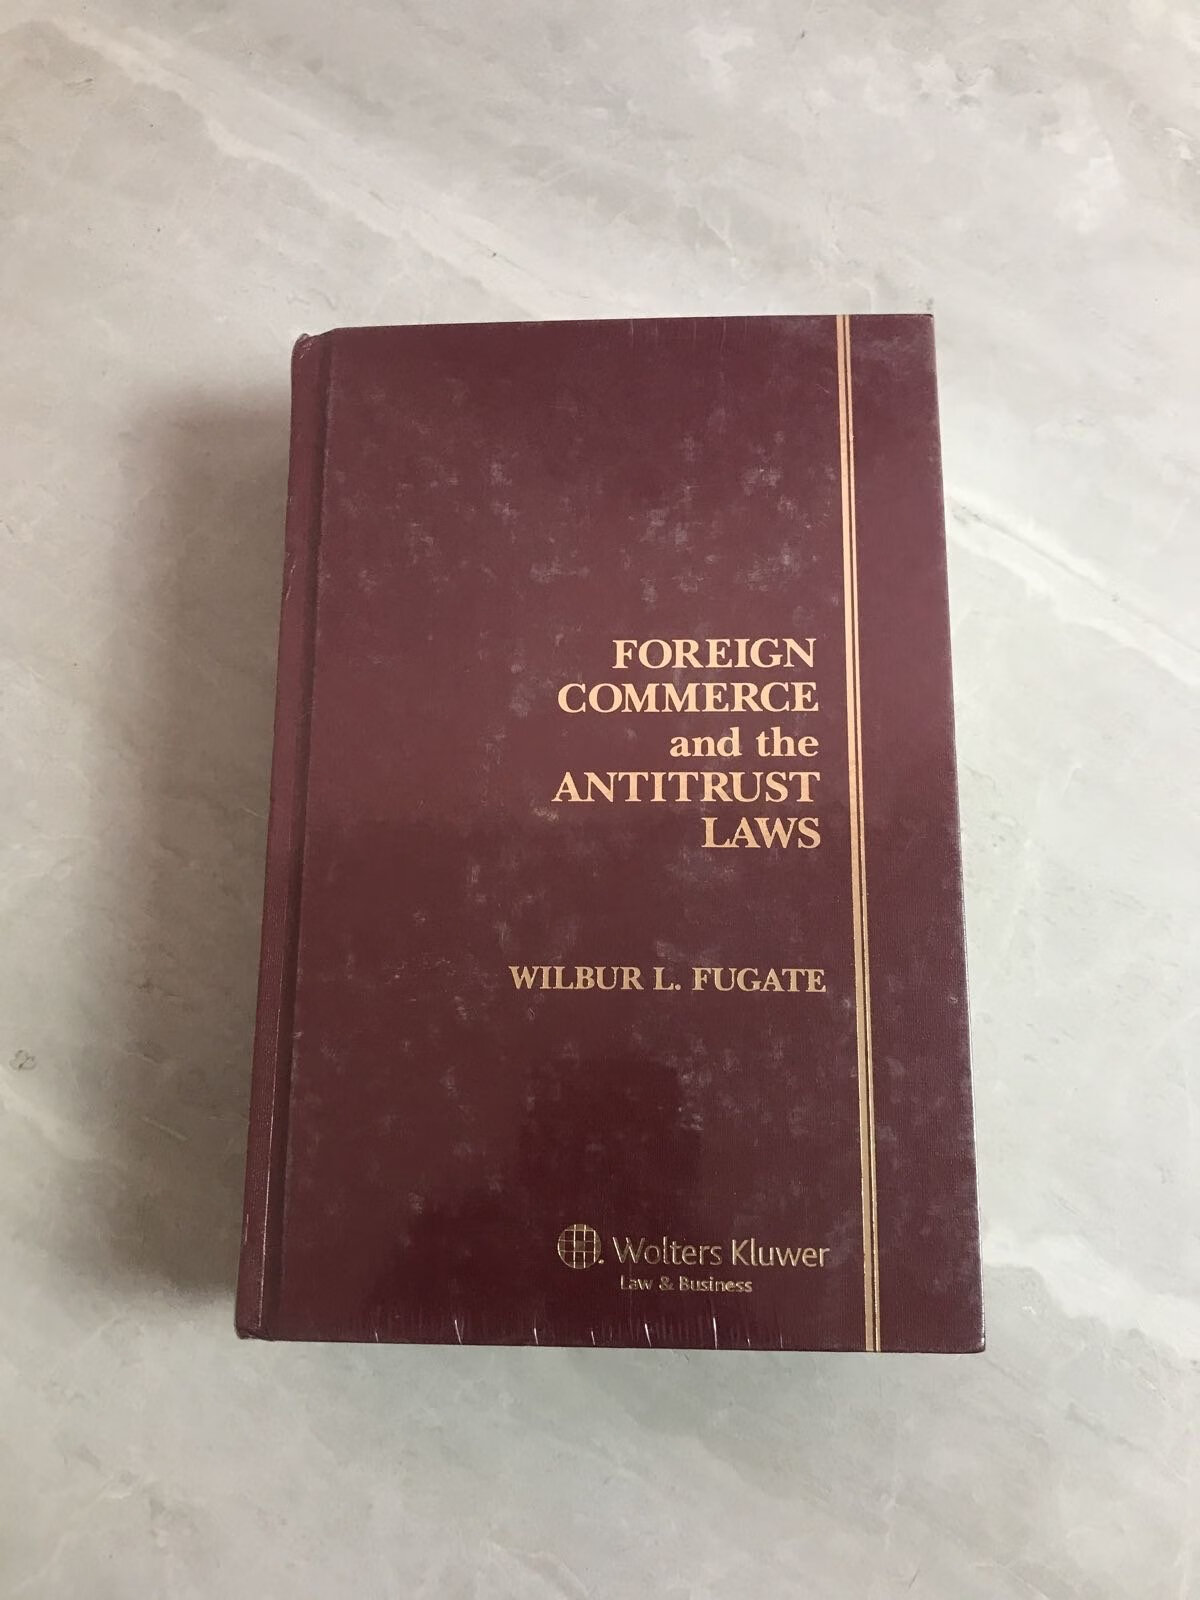 FOREIGN
COMMERCE
and the
ANTITRUST
LAWS
WILBUR L. FUGATE
Wolters Kluwer
Law & Business